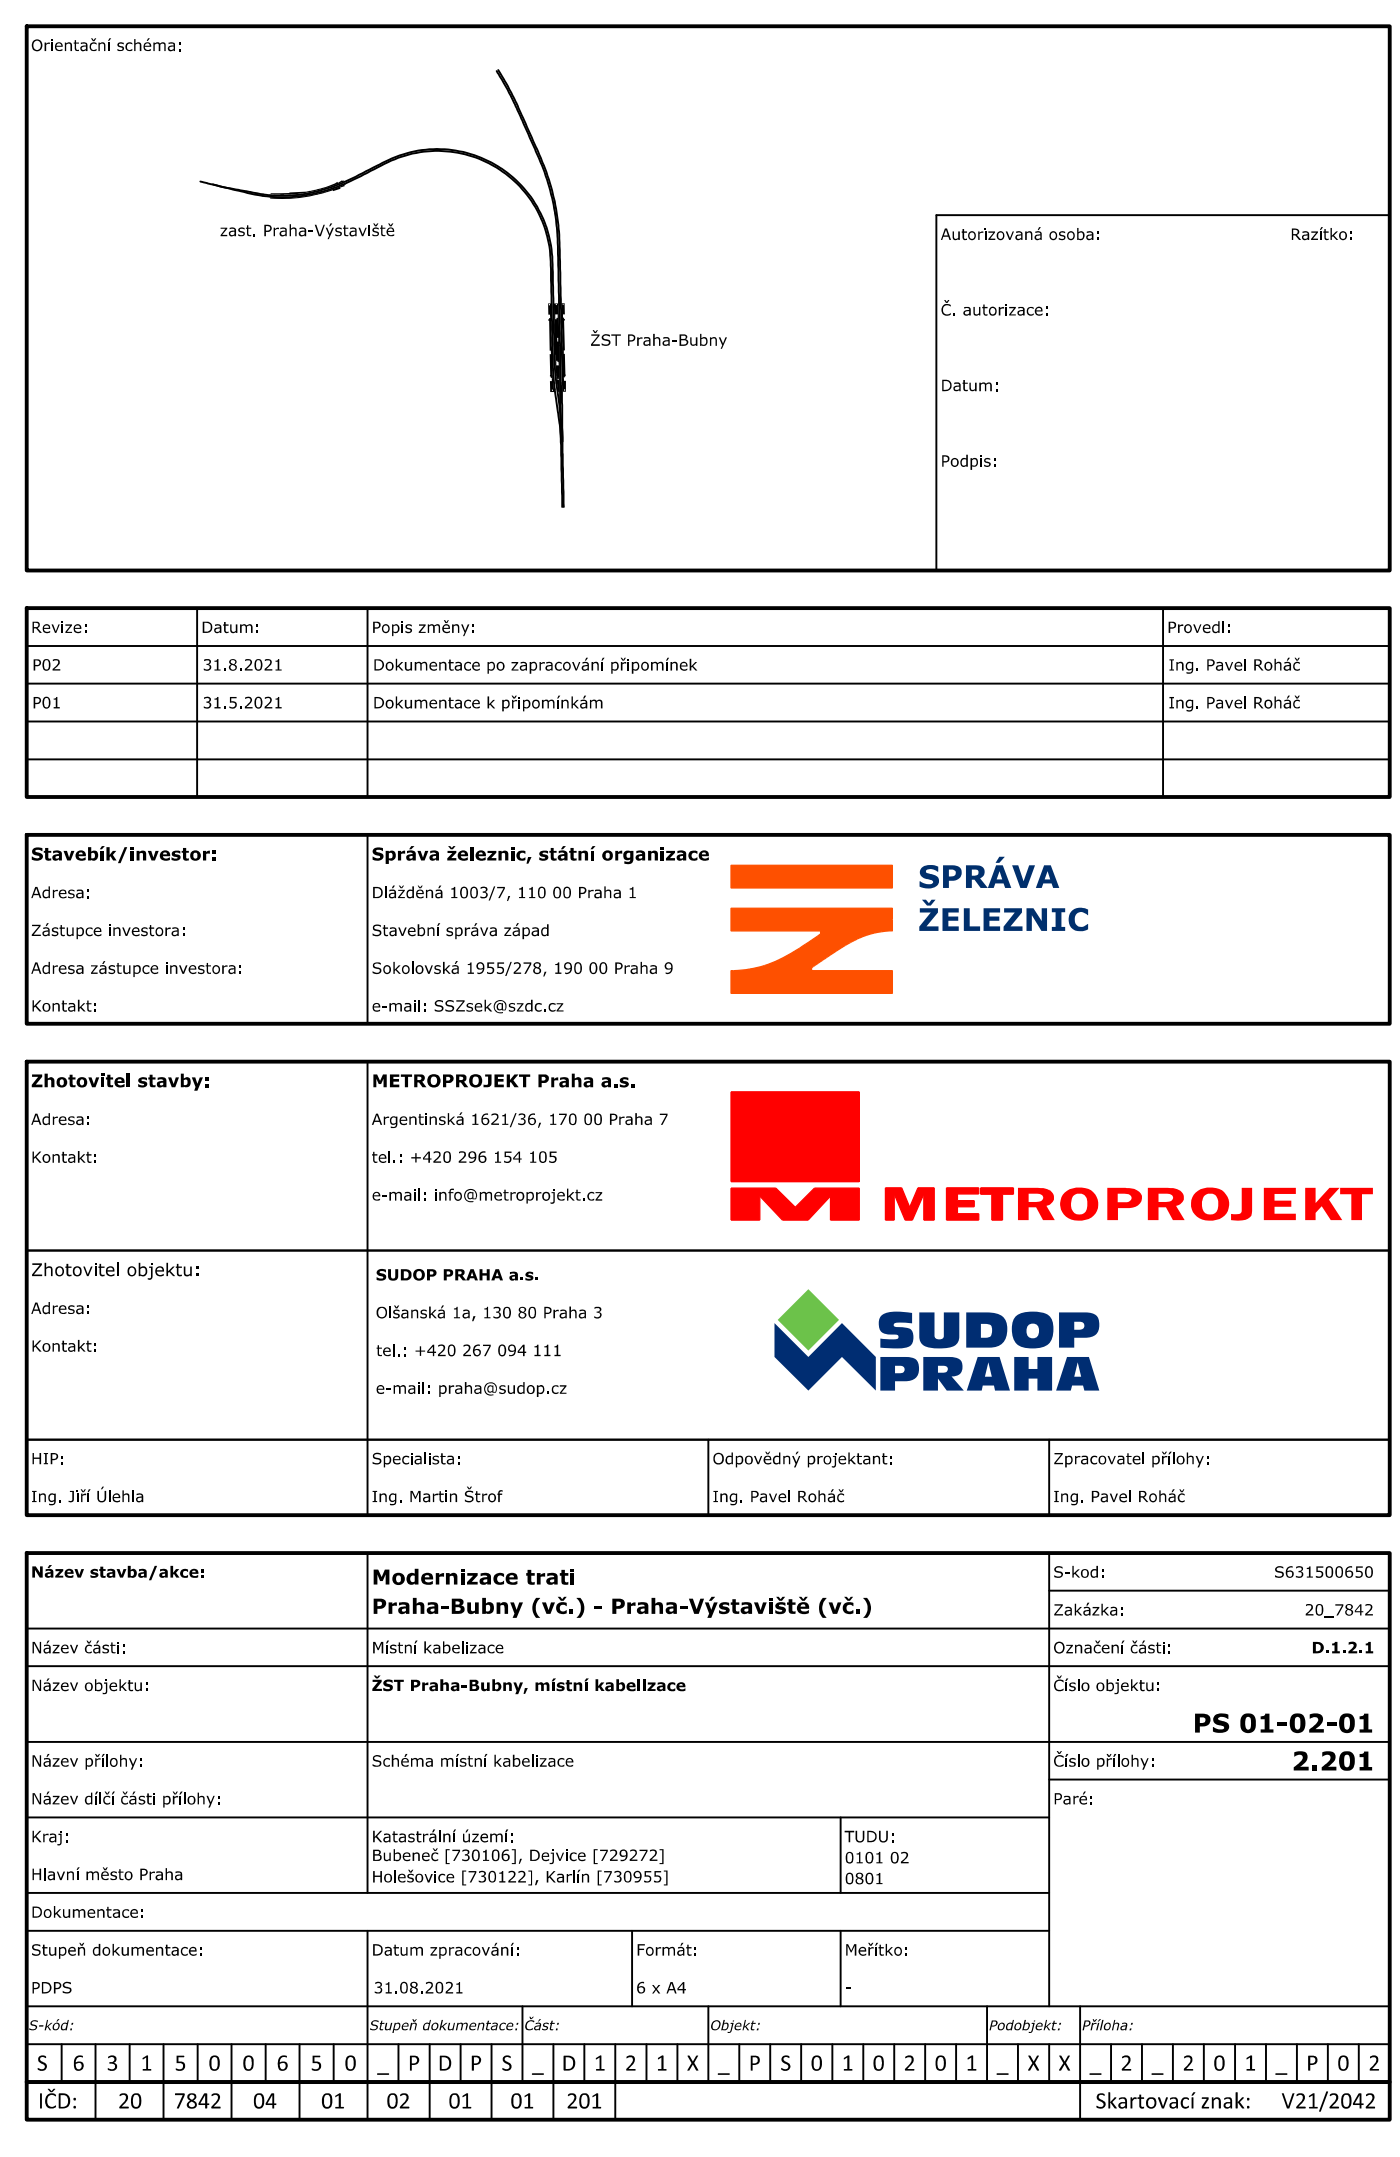 Orientační schéma:
zast. Praha-Výstaviště
ŽST Praha-Bubny
Autorizovaná osoba: Razítko:
Č. autorizace:
Datum:
Podpis:
Revize: Datum: Popis změny: Provedl:
P02 31.8.2021 Dokumentace po zapracování připomínek Ing. Pavel Roháč
P01 31.5.2021 Dokumentace k připomínkám Ing. Pavel Roháč
Stavebík/investor: Správa železnic, státní organizace
Adresa: Dlážděná 1003/7, 110 00 Praha 1
Zástupce investora: Stavební správa západ
Adresa zástupce investora: Sokolovská 1955/278, 190 00 Praha 9
Kontakt: e-mail: SSZsek@szdc.cz
SPRÁVA
ŽELEZNIC
Zhotovitel stavby: METROPROJEKT Praha a.s.
Adresa: Argentinská 1621/36, 170 00 Praha 7
Kontakt: tel.: +420 296 154 105
e-mail: info@metroprojekt.cz
METROPROJEKT
Zhotovitel objektu: SUDOP PRAHA a.s.
Adresa: Olšanská 1a, 130 80 Praha 3
Kontakt: tel.: +420 267 094 111
e-mail: praha@sudop.cz
SUDOP
PRAHA
HIP: Specialista: Odpovědný projektant: Zpracovatel přílohy:
Ing. Jiří Úlehla Ing. Martin Štrof Ing. Pavel Roháč Ing. Pavel Roháč
Název stavba/akce: Modernizace trati
Praha-Bubny (vč.) - Praha-Výstaviště (vč.)
S-kod: S631500650
Zakázka: 20_7842
Název části: Místní kabelizace Označení části: D.1.2.1
Název objektu: ŽST Praha-Bubny, místní kabelizace Číslo objektu:
PS 01-02-01
Název přílohy: Schéma místní kabelizace Číslo přílohy: 2.201
Název dílčí části přílohy: Paré:
Kraj: Katastrální území: TUDU:
Bubeneč [730106], Dejvice [729272] 0101 02
Hlavní město Praha Holešovice [730122], Karlín [730955] 0801
Dokumentace:
Stupeň dokumentace: Datum zpracování: Formát: Meřítko:
PDPS 31.08.2021 6 x A4 -
S-kód: Stupeň dokumentace: Část: Objekt: Podobjekt: Příloha:
S 6 3 1 5 0 0 6 5 0 _ P D P S _ D 1 2 1 X _ P S 0 1 0 2 0 1 _ X X _ 2 _ 2 0 1 _ P 0 2
IČD: 20 7842 04 01 02 01 01 201 Skartovací znak: V21/2042